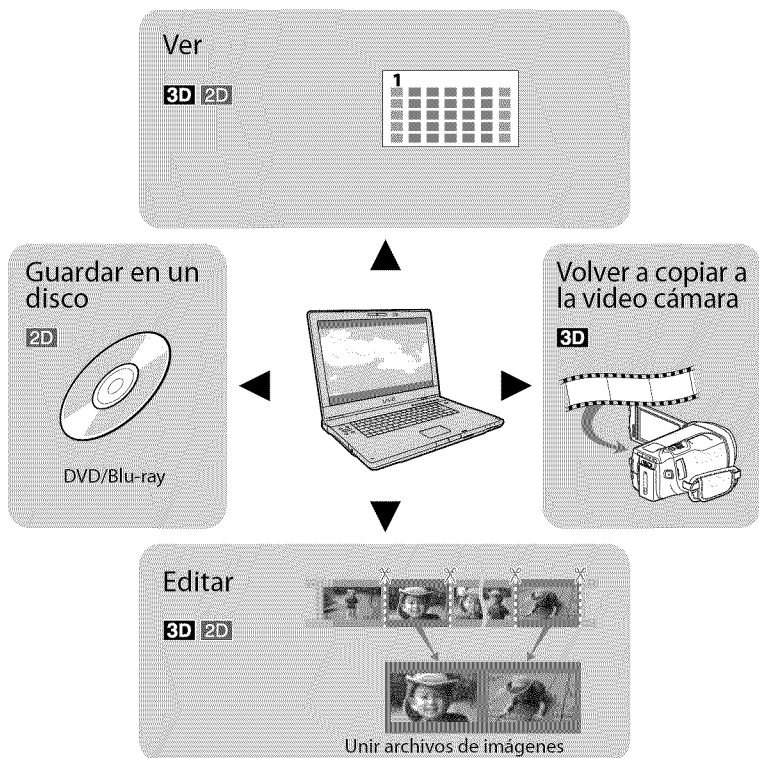 Ver
3D 2D
1
Guardar en un
disco
2D
DVD/Blu-ray
Volver a copiar a
la video cámara
3D
VAIO
Editar
3D 2D
Unir archivos de imágenes